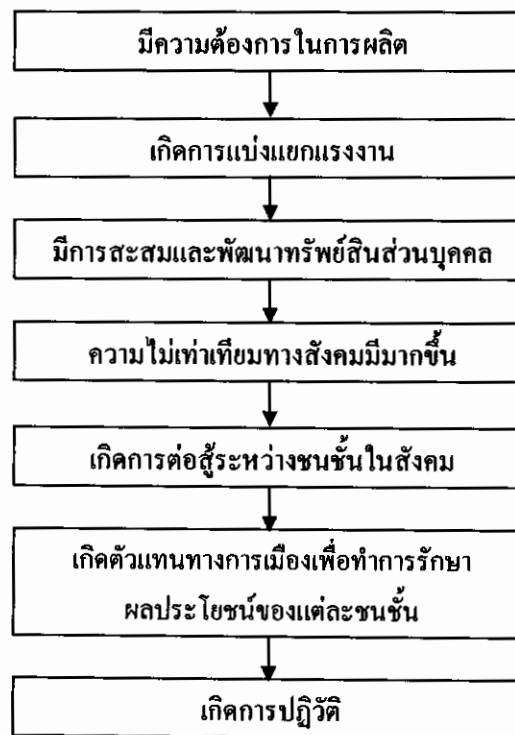 มีความต้องการในการผลิต
เกิดการแบ่งแยกแรงงาน
มีการสะสมและพัฒนาทรัพย์สินส่วนบุคคล
ความไม่เท่าเทียมทางสังคมมีมากขึ้น
เกิดการต่อสู้ระหว่างชนชั้นในสังคม
เกิดตัวแทนทางการเมืองเพื่อทำการรักษา
ผลประโยชน์ของแต่ละชนชั้น
เกิดการปฏิวัติ